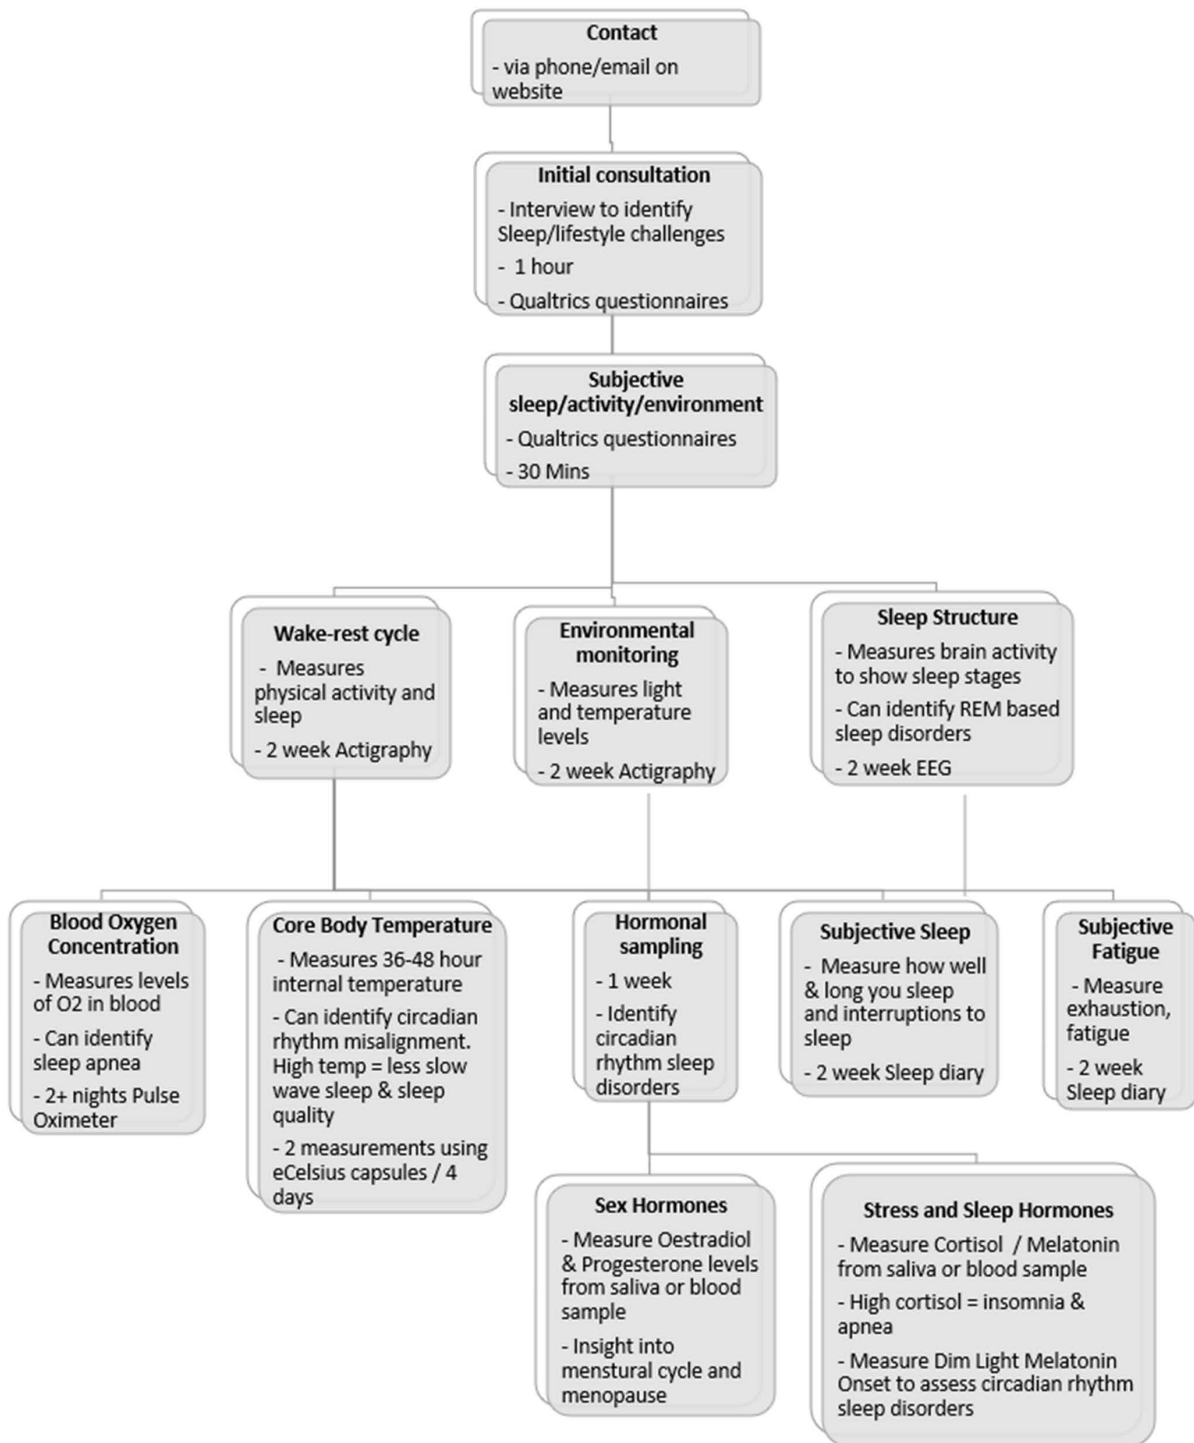 Contact
- via phone/email on
website
Initial consultation
- Interview to identify
Sleep/lifestyle challenges
- 1 hour
- Qualtrics questionnaires
Subjective
sleep/activity/environment
- Qualtrics questionnaires
- 30 Mins
Wake-rest cycle
- Measures
physical activity and
sleep
- 2 week Actigraphy
Environmental
monitoring
- Measures light
and temperature
levels
- 2 week Actigraphy
Sleep Structure
- Measures brain activity
to show sleep stages
- Can identify REM based
sleep disorders
- 2 week EEG
Blood Oxygen
Concentration
- Measures levels
of O2 in blood
- Can identify
sleep apnea
- 2+ nights Pulse
Oximeter
Core Body Temperature
- Measures 36-48 hour
internal temperature
- Can identify circadian
rhythm misalignment.
High temp = less slow
wave sleep & sleep
quality
- 2 measurements using
eCelsius capsules / 4
days
Hormonal
sampling
- 1 week
- Identify
circadian
rhythm sleep
disorders
Subjective Sleep
- Measure how well
& long you sleep
and interruptions to
sleep
- 2 week Sleep diary
Subjective
Fatigue
- Measure
exhaustion,
fatigue
- 2 week
Sleep diary
Sex Hormones
- Measure Oestradiol
& Progesterone levels
from saliva or blood
sample
- Insight into
menstural cycle and
menopause
Stress and Sleep Hormones
- Measure Cortisol / Melatonin
from saliva or blood sample
- High cortisol = insomnia &
apnea
- Measure Dim Light Melatonin
Onset to assess circadian rhythm
sleep disorders